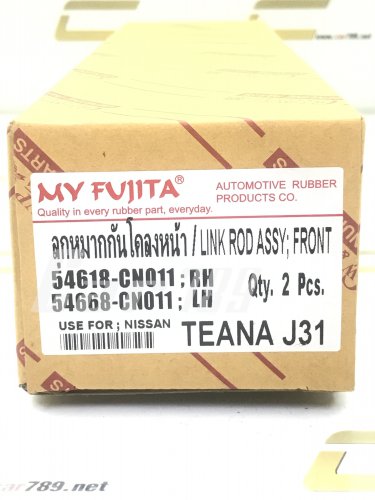 MY FUJITA®
Quality in every rubber part, everyday.
AUTOMOTIVE RUBBER
PRODUCTS CO.
ลูกหมากกันโคลงหน้า / LINK ROD ASSY; FRONT
54618-CN011 ; RH
54668-CN011 ; LH
Qty. 2 Pcs.
USE FOR ; NISSAN
TEANA J31
PARTS
car789.net